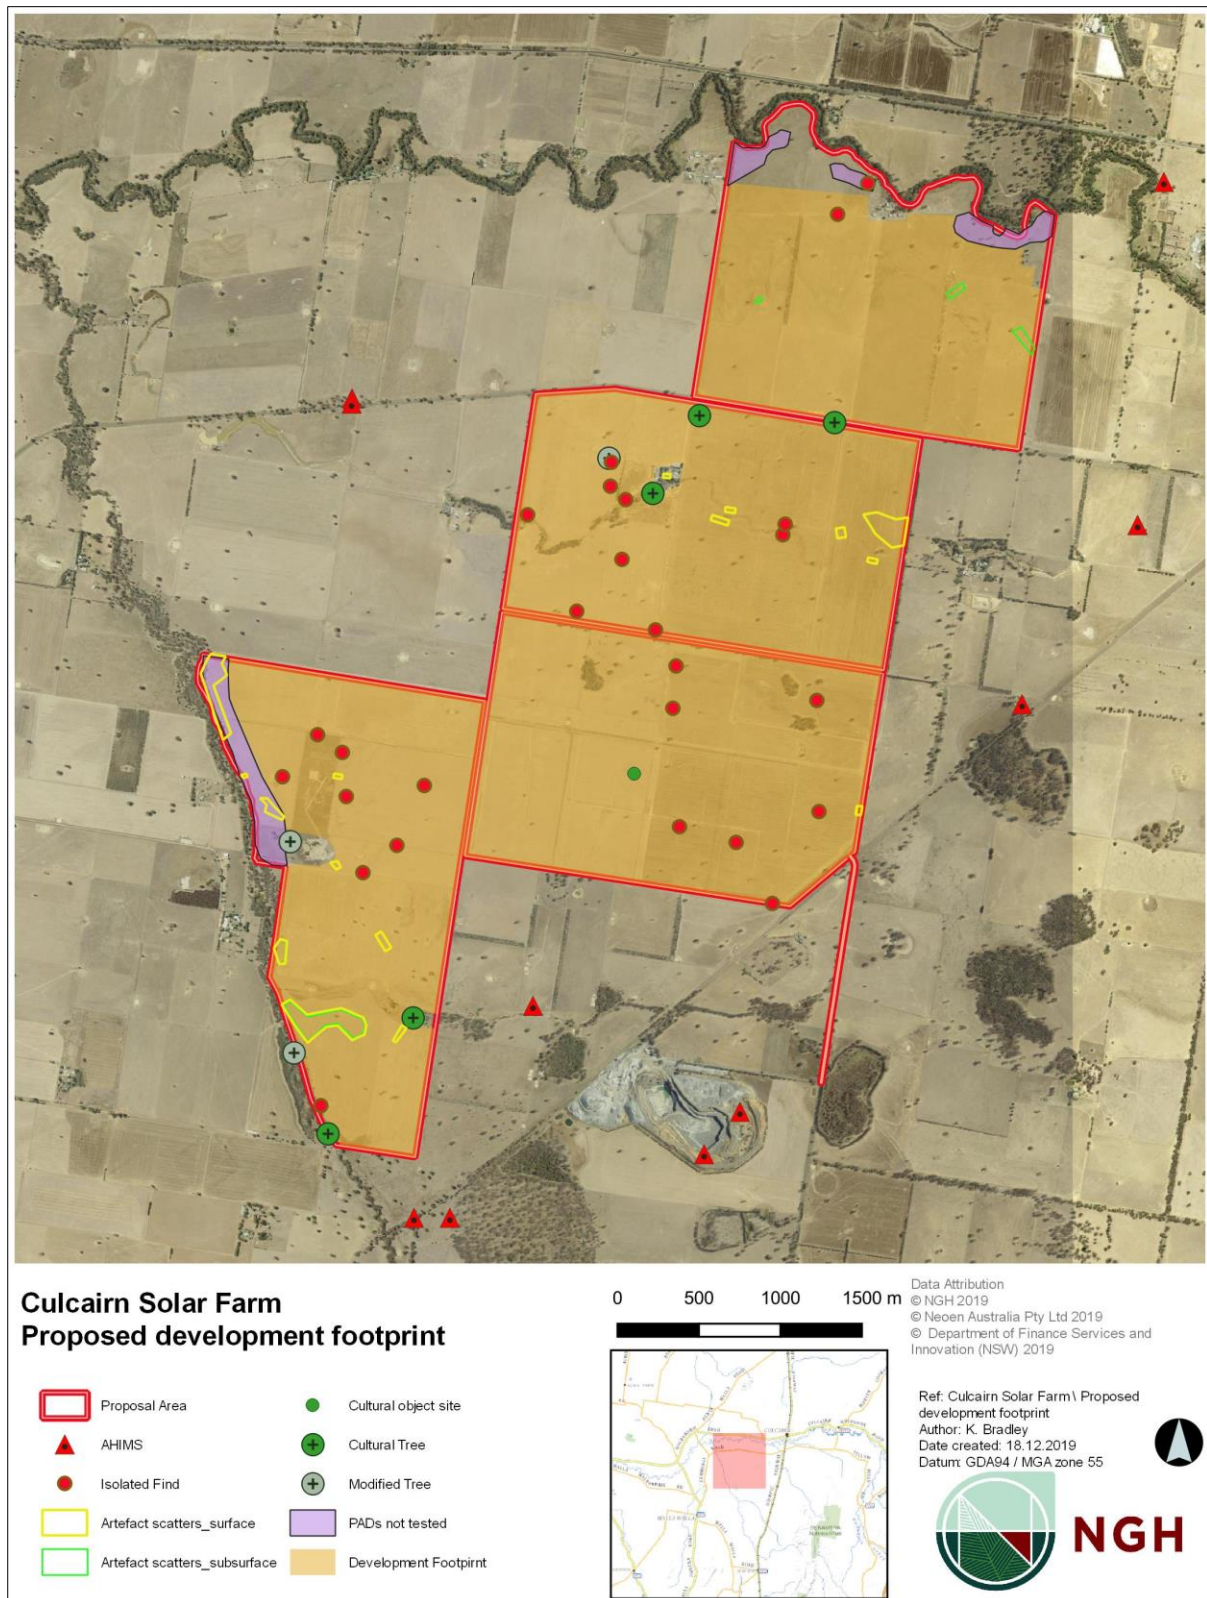 Culcairn Solar Farm
Proposed development footprint
Proposal Area
AHIMS
Isolated Find
Artefact scatters_surface
Artefact scatters_subsurface
Cultural object site
Cultural Tree
Modified Tree
PADs not tested
Development Footpirnt
0 500 1000 1500 m
Data Attribution
© NGH 2019
© Neoen Australia Pty Ltd 2019
© Department of Finance Services and
Innovation (NSW) 2019
Ref: Culcairn Solar Farm \ Proposed
development footprint
Author: K. Bradley
Date created: 18.12.2019
Datum: GDA94 / MGA zone 55
NGH